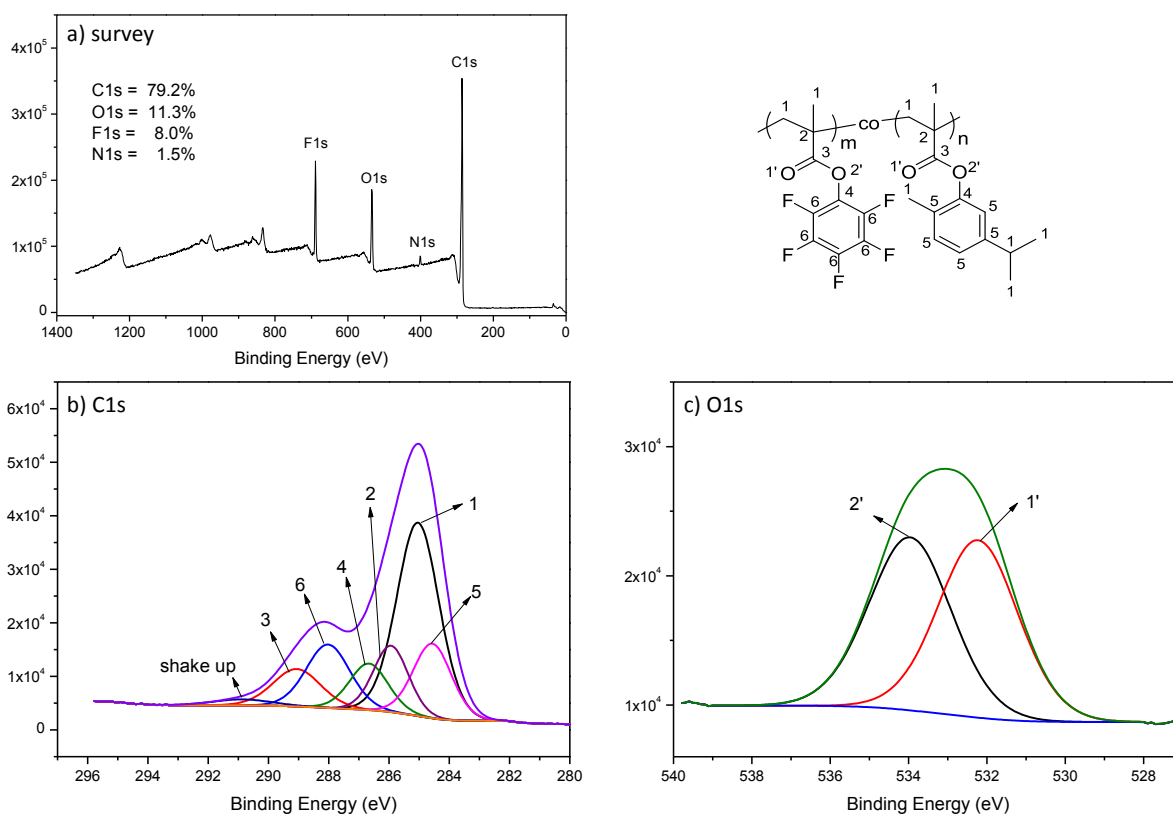 a) survey
C1s = 79.2%
O1s = 11.3%
F1s = 8.0%
N1s = 1.5%
C1s
F1s
O1s
N1s
4x10⁵
3x10⁵
2x10⁵
1x10⁵
0
1400 1200 1000 800 600 400 200 0
Binding Energy (eV)
1 1 1 1
2 m co 2 n
3 3
1' O O 2' 1' O O 2'
4 1 4
F 6 6 F 5 5
F 6 6 F 5 5 1 1
6 5
F 1
b) C1s
6x10⁴
5x10⁴
4x10⁴
3x10⁴
2x10⁴
1x10⁴
0
2
1
4
6
5
3
shake up
296 294 292 290 288 286 284 282 280
Binding Energy (eV)
c) O1s
3x10⁴
2x10⁴
1x10⁴
2'
1'
540 538 536 534 532 530 528
Binding Energy (eV)